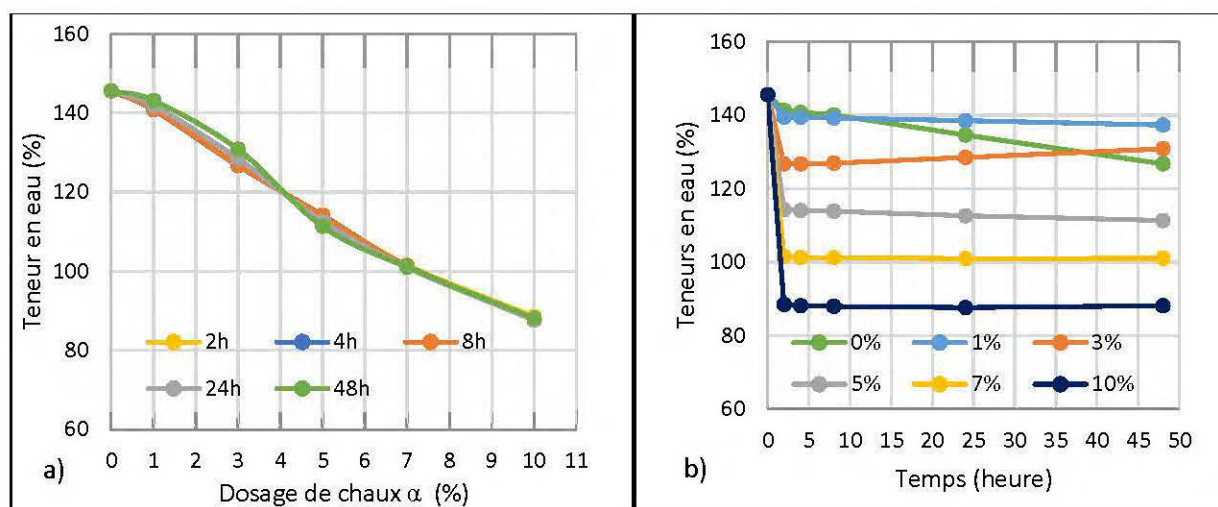 160
140
120
100
80
60
Teneur en eau (%)
2h 4h 8h
24h 48h
0 1 2 3 4 5 6 7 8 9 10 11
Dosage de chaux α (%)
a)
160
140
120
100
80
60
Teneurs en eau (%)
0% 1% 3%
5% 7% 10%
0 5 10 15 20 25 30 35 40 45 50
Temps (heure)
b)